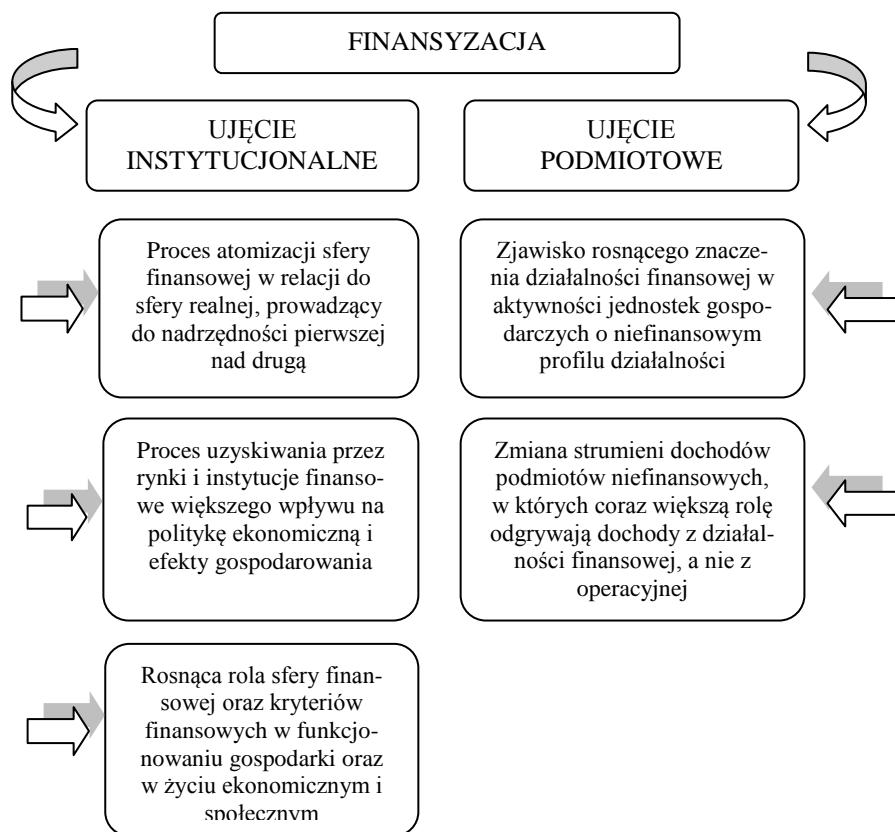 FINANSYZACJA
UJĘCIE
INSTYTUCJONALNE
Proces atomizacji sfery
finansowej w relacji do
sfery realnej, prowadzący
do nadrzędności pierwszej
nad drugą
Proces uzyskiwania przez
rynki i instytucje finanso-
we większego wpływu na
politykę ekonomiczną i
efekty gospodarowania
Rosnąca rola sfery finan-
sowej oraz kryteriów
finansowych w funkcjo-
nowaniu gospodarki oraz
w życiu ekonomicznym i
społecznym
UJĘCIE
PODMIOTOWE
Zjawisko rosnącego znacze-
nia działalności finansowej w
aktywności jednostek gospo-
darczych o niefinansowym
profilu działalności
Zmiana strumieni dochodów
podmiotów niefinansowych,
w których coraz większą rolę
odgrywają dochody z działal-
ności finansowej, a nie z
operacyjnej